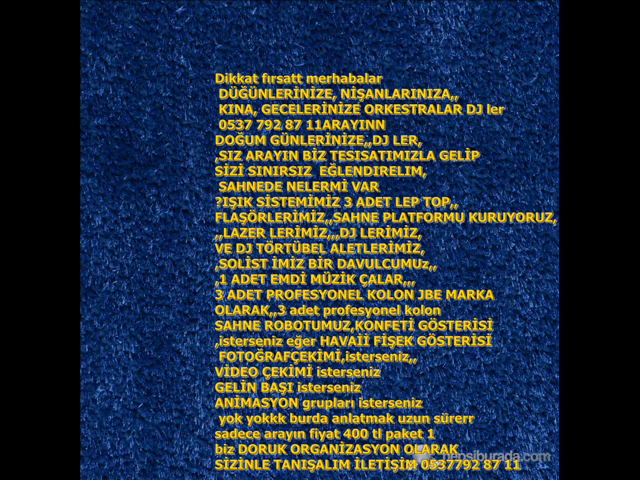 Dikkat fırsatt merhabalar
DÜĞÜNLERİNİZE, NİŞANLARINIZA,,
KINA, GECELERİNİZE ORKESTRALAR DJ ler
0537 792 87 11ARAYINN
DOĞUM GÜNLERİNİZE,,DJ LER,
,SIZ ARAYIN BİZ TESISATIMIZLA GELİP
SİZİ SINIRSIZ EĞLENDIRELIM,
SAHNEDE NELERMİ VAR
?IŞIK SİSTEMİMİZ 3 ADET LEP TOP,,
FLAŞÖRLERİMİZ,,SAHNE PLATFORMU KURUYORUZ,
,,LAZER LERİMİZ,,,DJ LERİMİZ,
VE DJ TÖRTÜBEL ALETLERİMİZ,
,SOLİST İMİZ BİR DAVULCUMUz,,
,1 ADET EMDİ MÜZİK ÇALAR,,,
3 ADET PROFESYONEL KOLON JBE MARKA
OLARAK,,3 adet profesyonel kolon
SAHNE ROBOTUMUZ,KONFETİ GÖSTERİSİ
,isterseniz eğer HAVAİİ FİŞEK GÖSTERİSİ
FOTOĞRAFÇEKİMİ,isterseniz,,
VİDEO ÇEKİMİ isterseniz
GELİN BAŞI isterseniz
ANİMASYON grupları isterseniz
yok yokkk burda anlatmak uzun sürerr
sadece arayın fiyat 400 tl paket 1
biz DORUK ORGANİZASYON OLARAK
hepsiburada.com
SİZİNLE TANIŞALIM İLETİŞİM 0537792 87 11